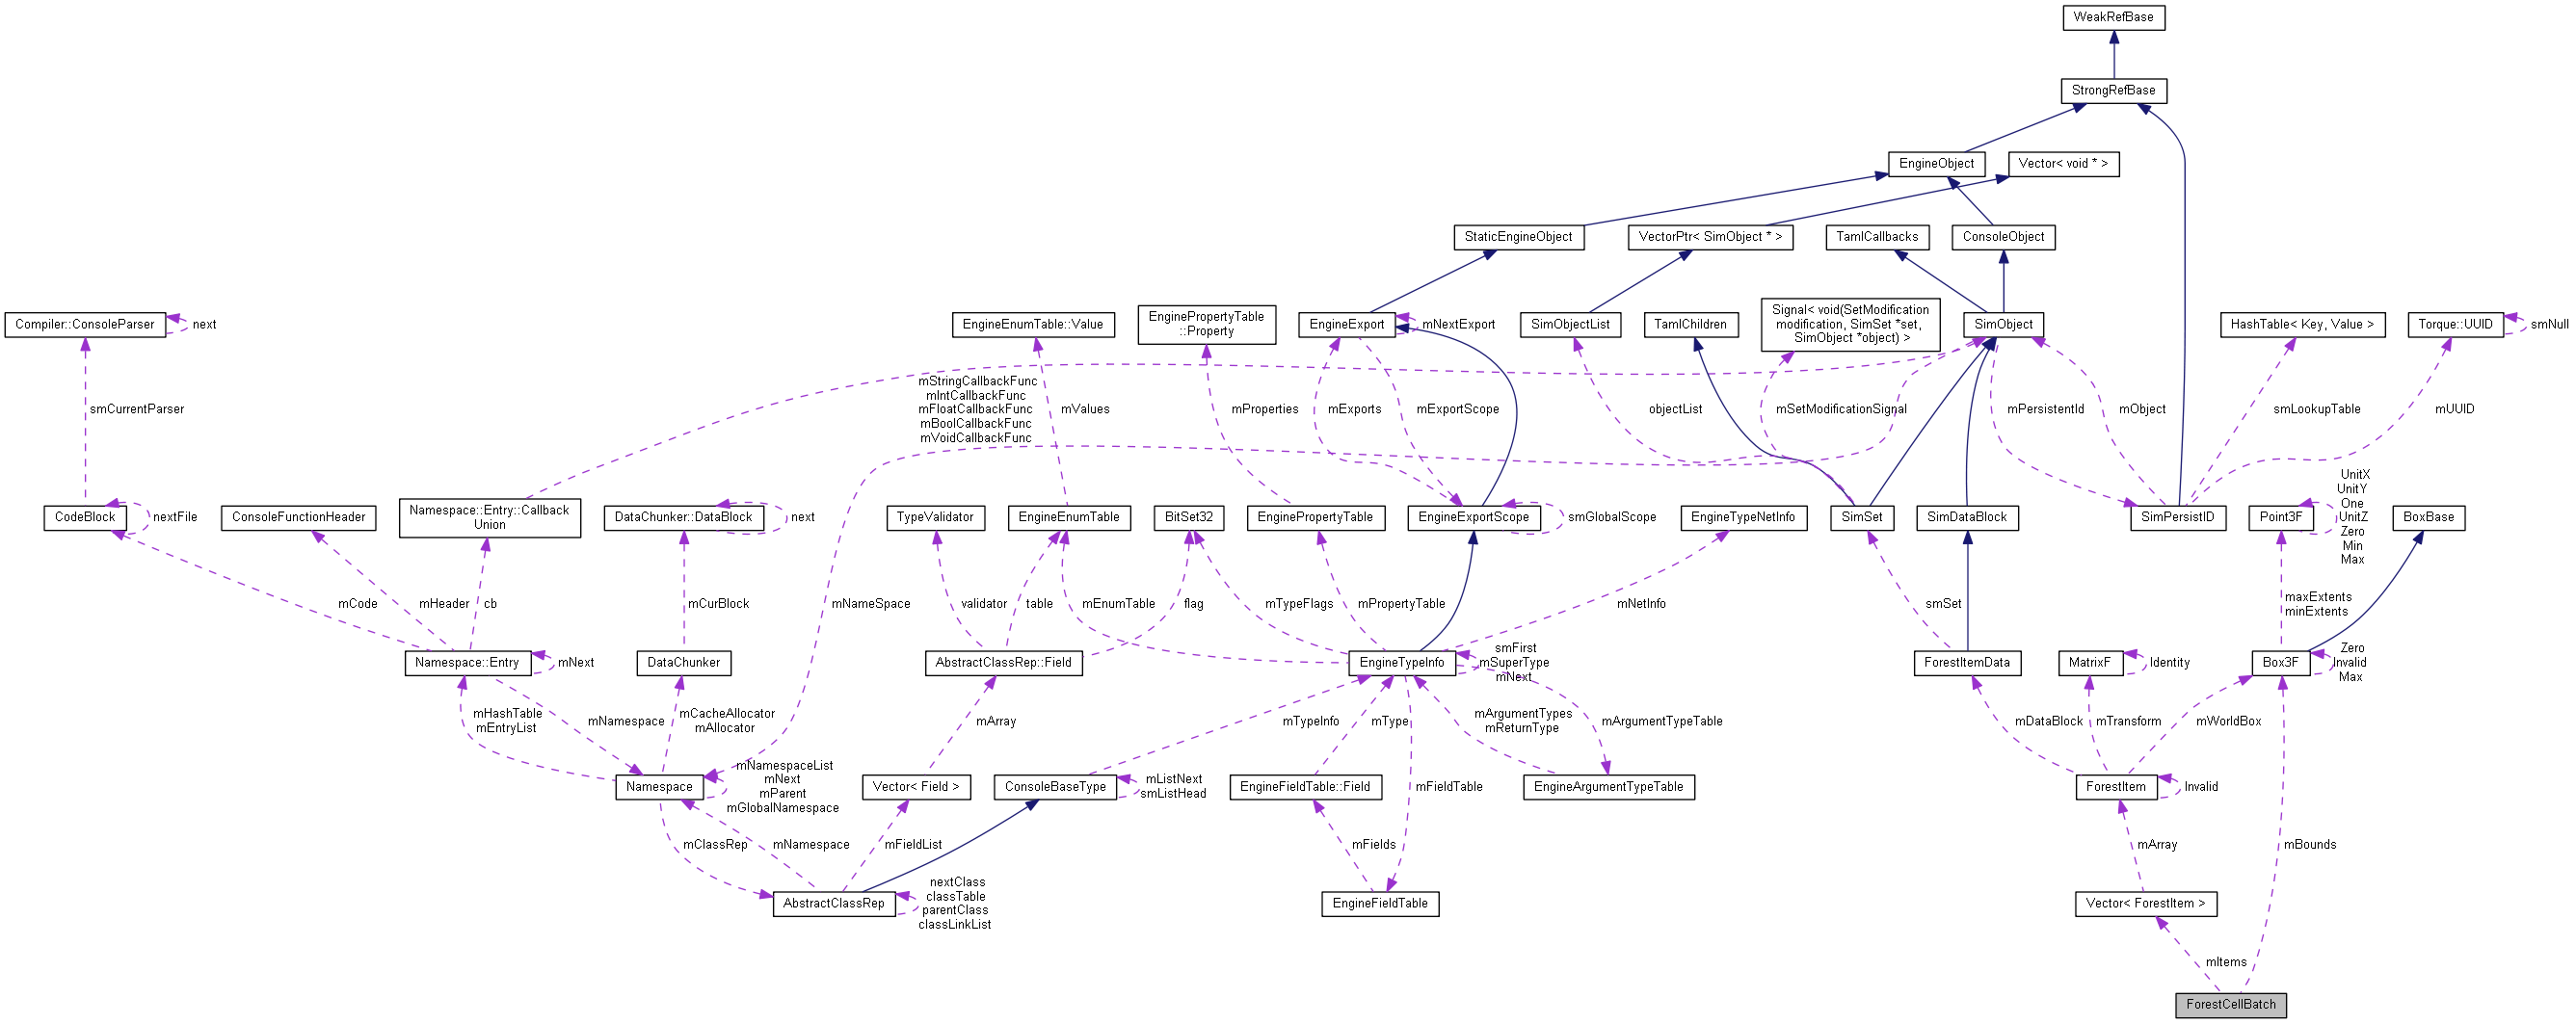 WeakRefBase
StrongRefBase
EngineObject
Vector< void * >
StaticEngineObject
VectorPtr< SimObject * >
TamlCallbacks
ConsoleObject
Compiler::ConsoleParser
next
EngineEnumTable::Value
EnginePropertyTable
::Property
EngineExport
mNextExport
SimObjectList
TamlChildren
Signal< void(SetModification
modification, SimSet *set,
SimObject *object) >
SimObject
HashTable< Key, Value >
Torque::UUID
smNull
smCurrentParser
mStringCallbackFunc
mIntCallbackFunc
mFloatCallbackFunc
mBoolCallbackFunc
mVoidCallbackFunc
mValues
mProperties
mExports
mExportScope
objectList
mSetModificationSignal
mPersistentId
mObject
smLookupTable
mUUID
CodeBlock
nextFile
ConsoleFunctionHeader
Namespace::Entry::Callback
Union
DataChunker::DataBlock
next
TypeValidator
EngineEnumTable
BitSet32
EnginePropertyTable
EngineExportScope
smGlobalScope
EngineTypeNetInfo
SimSet
SimDataBlock
SimPersistID
Point3F
UnitX
UnitY
One
UnitZ
Zero
Min
Max
BoxBase
mCode
mHeader
cb
mCurBlock
mNameSpace
validator
table
mEnumTable
flag
mTypeFlags
mPropertyTable
mNetInfo
smSet
maxExtents
minExtents
Namespace::Entry
mNext
DataChunker
AbstractClassRep::Field
EngineTypeInfo
smFirst
mSuperType
mNext
ForestItemData
MatrixF
Identity
Box3F
Zero
Invalid
Max
mHashTable
mEntryList
mNamespace
mCacheAllocator
mAllocator
mArray
mTypeInfo
mType
mArgumentTypes
mReturnType
mArgumentTypeTable
mDataBlock
mTransform
mWorldBox
Namespace
mNamespaceList
mNext
mParent
mGlobalNamespace
Vector< Field >
ConsoleBaseType
mListNext
smListHead
EngineFieldTable::Field
mFieldTable
EngineArgumentTypeTable
ForestItem
Invalid
mClassRep
mNamespace
mFieldList
mFields
mArray
mBounds
AbstractClassRep
nextClass
classTable
parentClass
classLinkList
EngineFieldTable
Vector< ForestItem >
mItems
ForestCellBatch